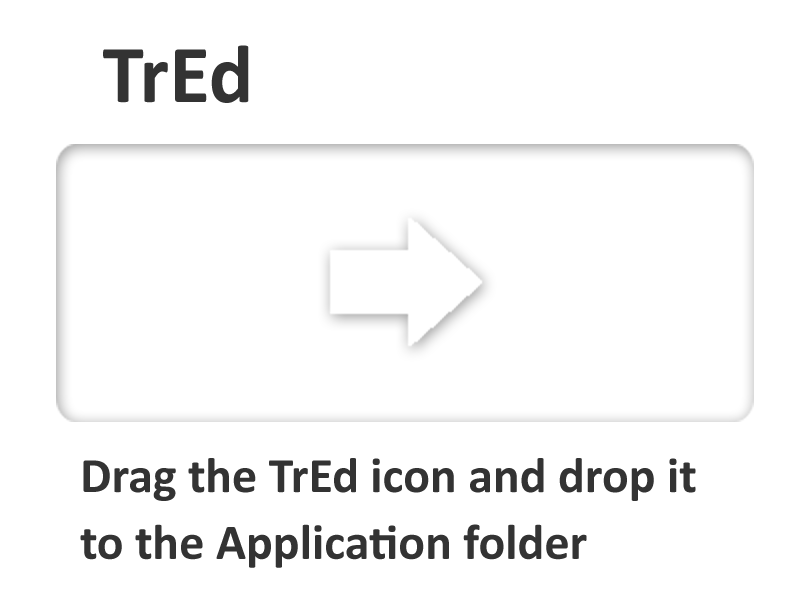 TrEd
Drag the TrEd icon and drop it
to the Application folder